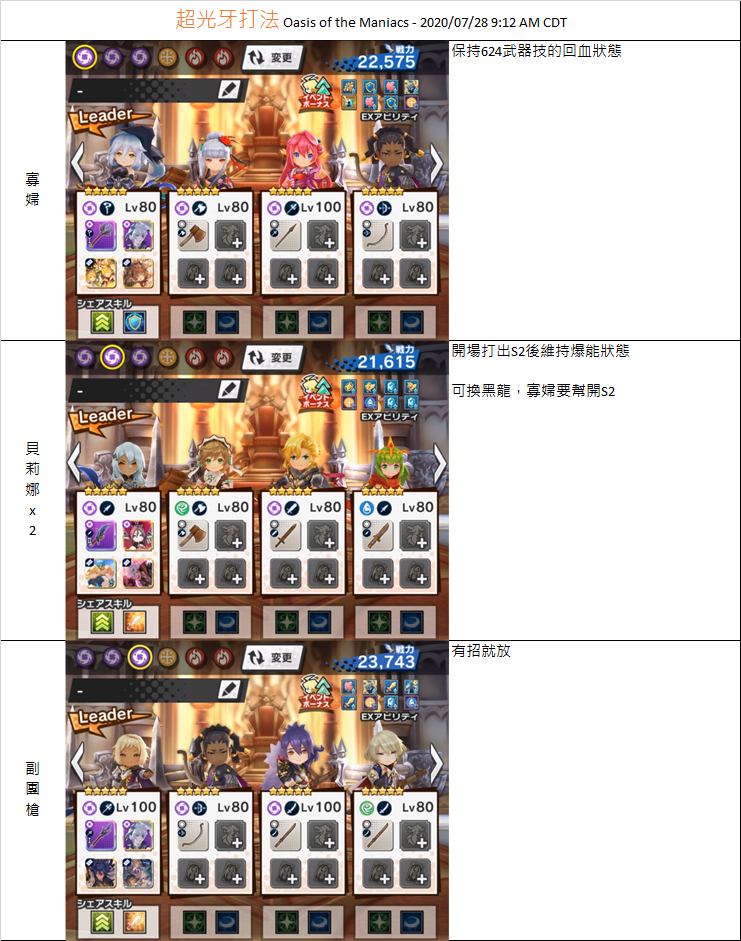 超光牙打法 Oasis of the Maniacs - 2020/07/28 9:12 AM CDT
寡婦
変更
戦力
22,575
-
イベント
ボーナス
EXアビリティ
Leader
Lv80
Lv80
Lv100
Lv80
シェアスキル
保持624武器技的回血狀態
貝莉娜x2
変更
戦力
21,615
-
イベント
ボーナス
EXアビリティ
Leader
Lv80
Lv80
Lv80
Lv80
シェアスキル
開場打出S2後維持爆能狀態
可換黑龍，寡婦要幫開S2
副團槍
変更
戦力
23,743
-
イベント
ボーナス
EXアビリティ
Leader
Lv100
Lv80
Lv100
Lv80
シェアスキル
有招就放